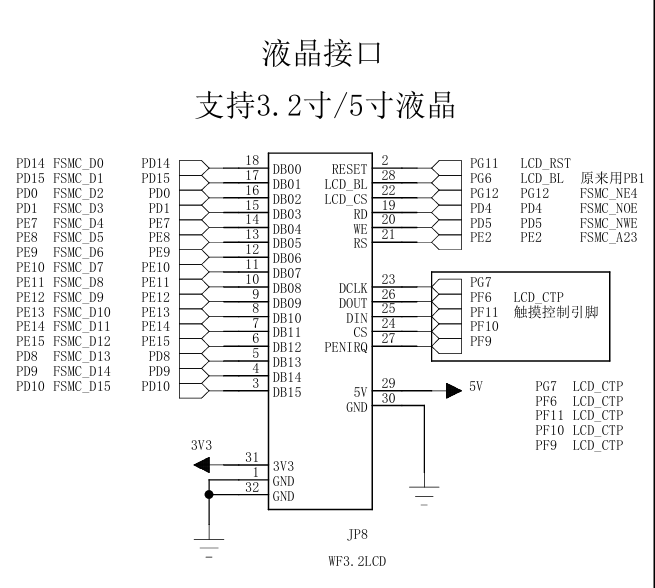 液晶接口
支持3.2寸/5寸液晶
PD14 FSMC_D0 PD14 18 DB00 RESET 2 PG11 LCD_RST
PD15 FSMC_D1 PD15 17 DB01 LCD_BL 28 PG6 LCD_BL 原来用PB1
PD0 FSMC_D2 PD0 16 DB02 LCD_CS 22 PG12 PG12 FSMC_NE4
PD1 FSMC_D3 PD1 15 DB03 RD 19 PD4 PD4 FSMC_NOE
PE7 FSMC_D4 PE7 14 DB04 WE 20 PD5 PD5 FSMC_NWE
PE8 FSMC_D5 PE8 13 DB05 RS 21 PE2 PE2 FSMC_A23
PE9 FSMC_D6 PE9 12 DB06
PE10 FSMC_D7 PE10 11 DB07
PE11 FSMC_D8 PE11 10 DB08 DCLK 23 PG7
PE12 FSMC_D9 PE12 9 DB09 DOUT 26 PF6 LCD_CTP
PE13 FSMC_D10 PE13 8 DB10 DIN 25 PF11 触摸控制引脚
PE14 FSMC_D11 PE14 7 DB11 CS 24 PF10
PE15 FSMC_D12 PE15 6 DB12 PENIRQ 27 PF9
PD8 FSMC_D13 PD8 5 DB13
PD9 FSMC_D14 PD9 4 DB14
PD10 FSMC_D15 PD10 3 DB15 5V 29 5V PG7 LCD_CTP
GND 30 PF6 LCD_CTP
PF11 LCD_CTP
PF10 LCD_CTP
PF9 LCD_CTP
3V3 31 3V3
1 GND
32 GND
JP8
WF3.2LCD